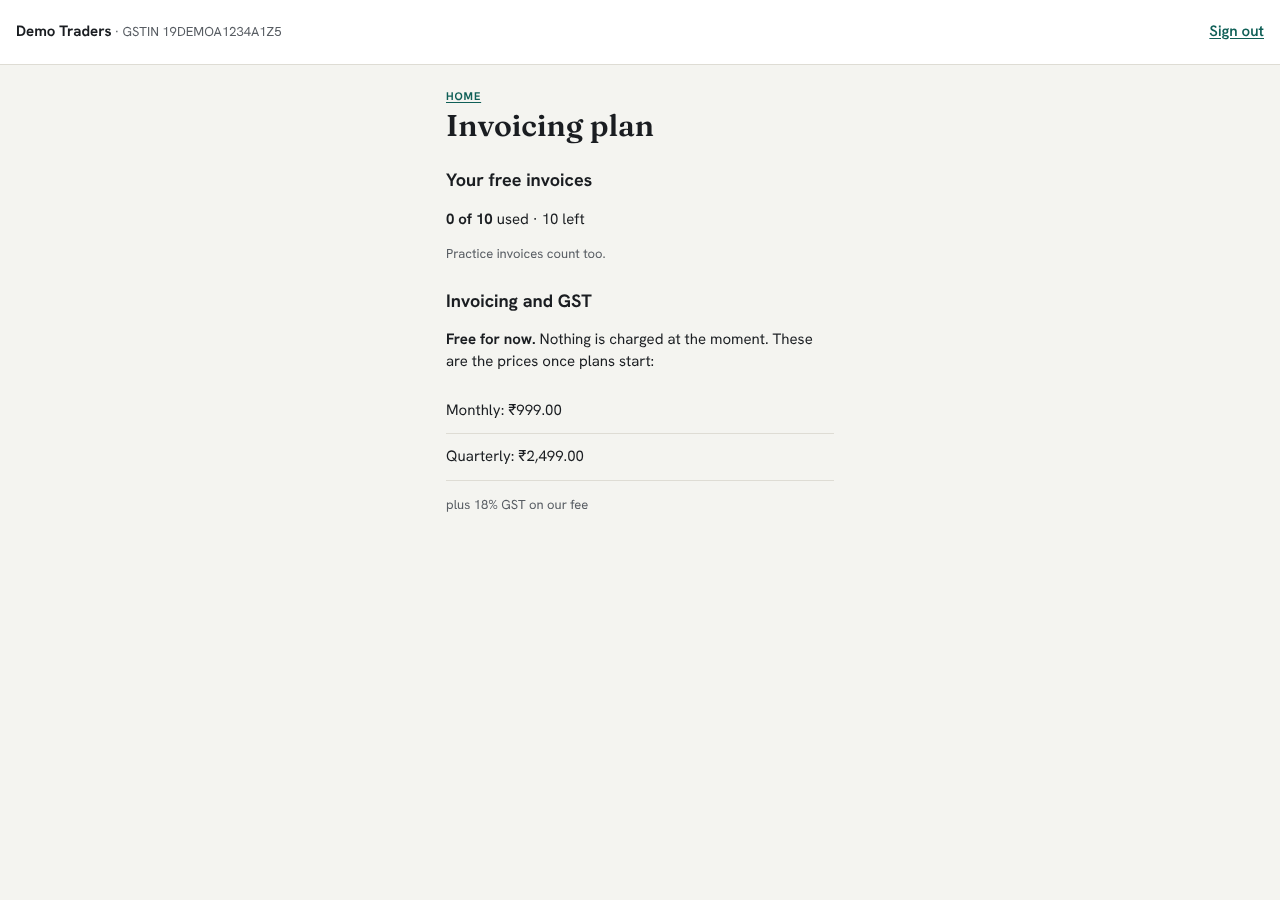 Demo Traders · GSTIN 19DEMOA1234A1Z5
Sign out
HOME
Invoicing plan
Your free invoices
0 of 10 used · 10 left
Practice invoices count too.
Invoicing and GST
Free for now. Nothing is charged at the moment. These
are the prices once plans start:
Monthly: ₹999.00
Quarterly: ₹2,499.00
plus 18% GST on our fee